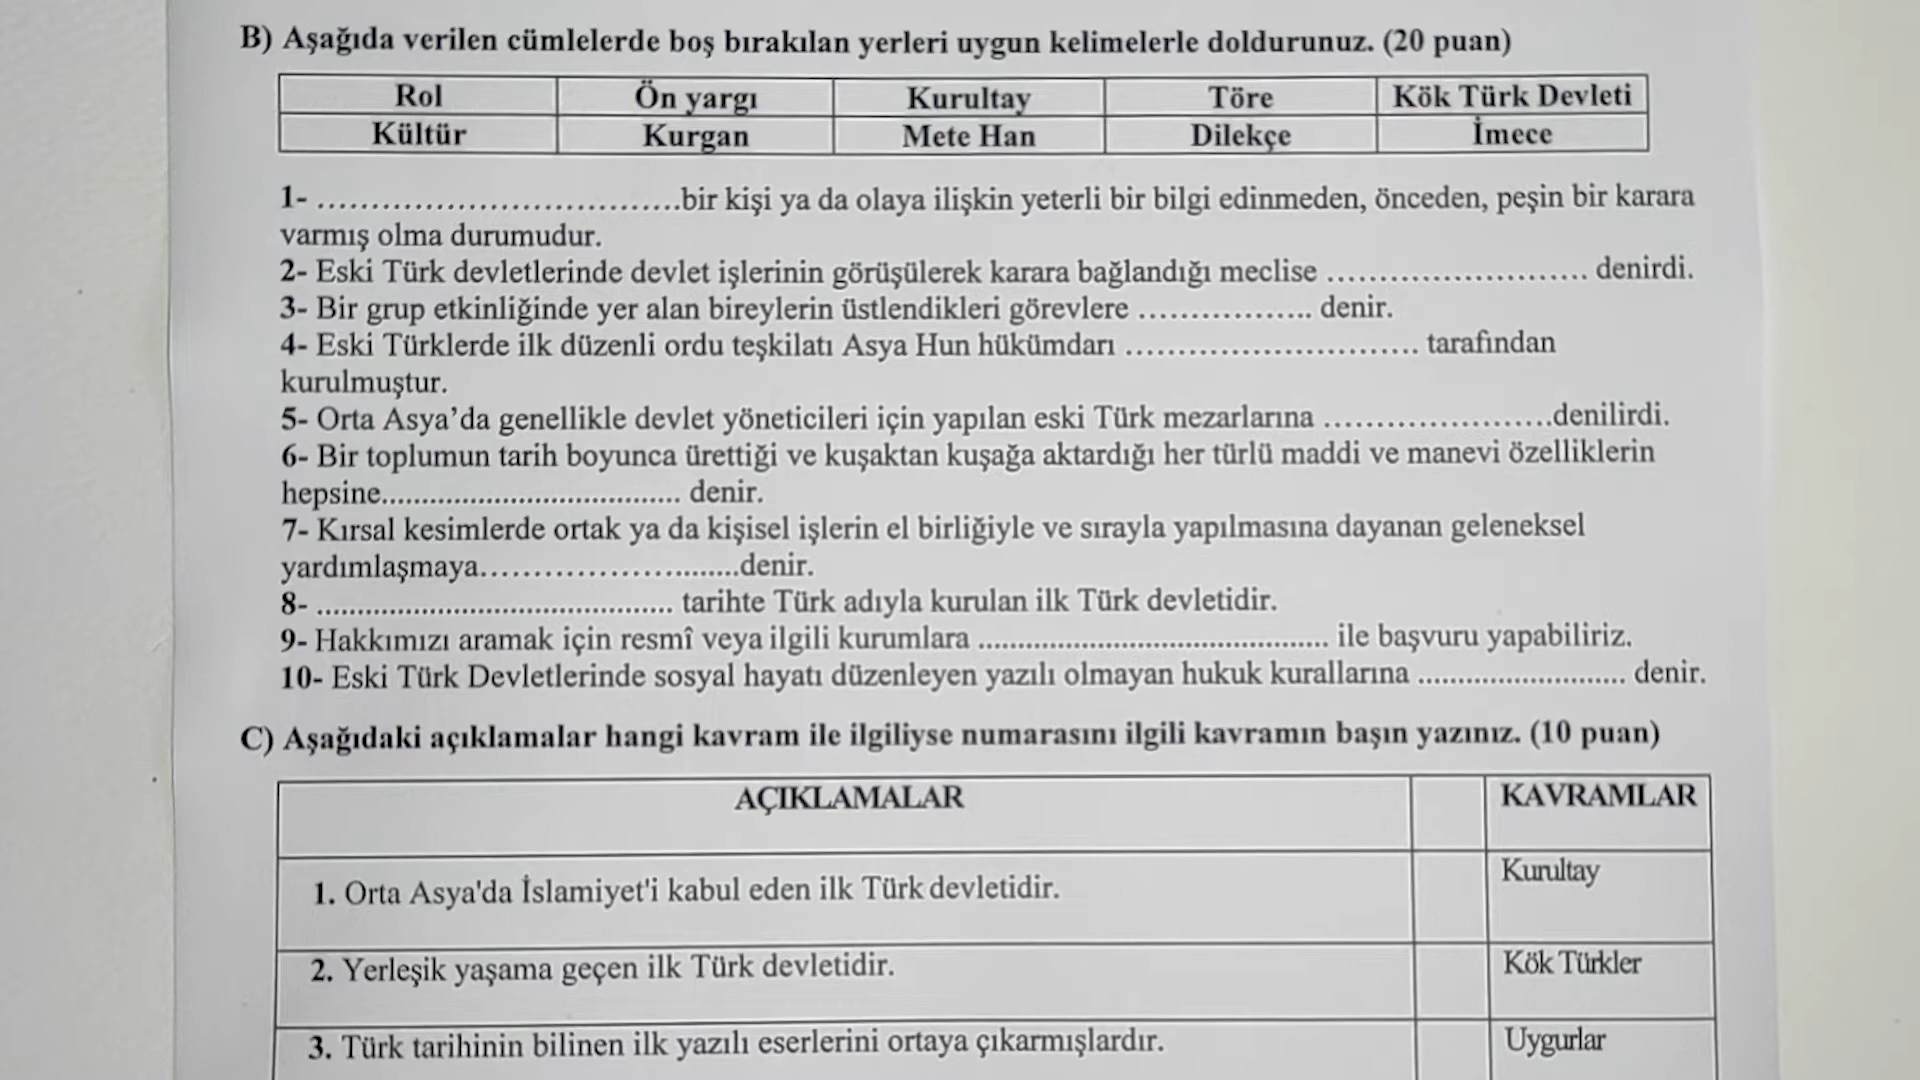 B) Aşağıda verilen cümlelerde boş bırakılan yerleri uygun kelimelerle doldurunuz. (20 puan)
Rol Ön yargı Kurultay Töre Kök Türk Devleti
Kültür Kurgan Mete Han Dilekçe İmece
1- ..................................bir kişi ya da olaya ilişkin yeterli bir bilgi edinmeden, önceden, peşin bir karara
varmış olma durumudur.
2- Eski Türk devletlerinde devlet işlerinin görüşülerek karara bağlandığı meclise ......................... denirdi.
3- Bir grup etkinliğinde yer alan bireylerin üstlendikleri görevlere ................. denir.
4- Eski Türklerde ilk düzenli ordu teşkilatı Asya Hun hükümdarı ............................ tarafından
kurulmuştur.
5- Orta Asya’da genellikle devlet yöneticileri için yapılan eski Türk mezarlarına ......................denilirdi.
6- Bir toplumun tarih boyunca ürettiği ve kuşaktan kuşağa aktardığı her türlü maddi ve manevi özelliklerin
hepsine..................................... denir.
7- Kırsal kesimlerde ortak ya da kişisel işlerin el birliğiyle ve sırayla yapılmasına dayanan geleneksel
yardımlaşmaya.............................denir.
8- ............................................ tarihte Türk adıyla kurulan ilk Türk devletidir.
9- Hakkımızı aramak için resmî veya ilgili kurumlara ........................................... ile başvuru yapabiliriz.
10- Eski Türk Devletlerinde sosyal hayatı düzenleyen yazılı olmayan hukuk kurallarına ......................... denir.
C) Aşağıdaki açıklamalar hangi kavram ile ilgiliyse numarasını ilgili kavramın başın yazınız. (10 puan)
AÇIKLAMALAR KAVRAMLAR
1. Orta Asya'da İslamiyet'i kabul eden ilk Türk devletidir. Kurultay
2. Yerleşik yaşama geçen ilk Türk devletidir. Kök Türkler
3. Türk tarihinin bilinen ilk yazılı eserlerini ortaya çıkarmışlardır. Uygurlar